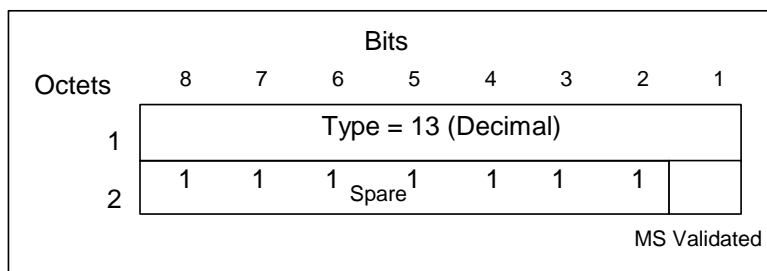 Bits
Octets 8 7 6 5 4 3 2 1
1 Type = 13 (Decimal)
2 1 1 1 1 1 1 1
Spare
MS Validated